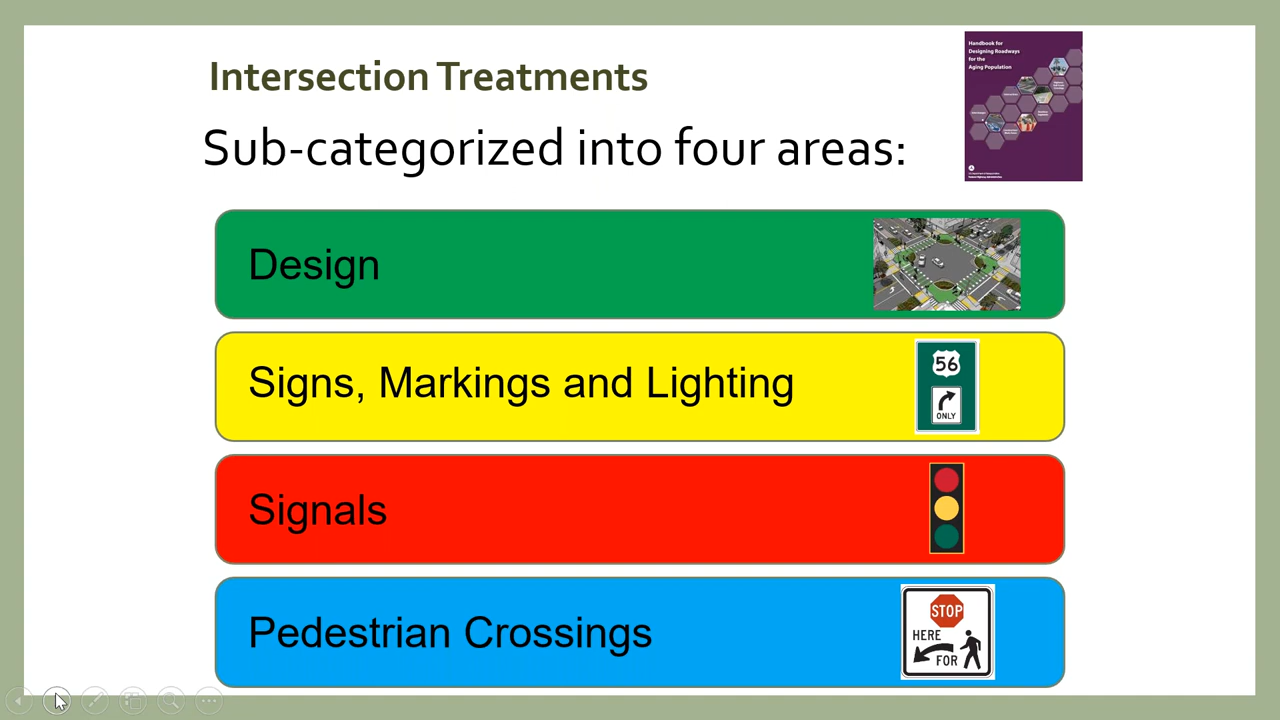 Intersection Treatments
Sub-categorized into four areas:
Handbook for
Designing Roadways
for the
Aging Population
Design
Signs, Markings and Lighting
56
ONLY
Signals
Pedestrian Crossings
STOP
HERE
FOR